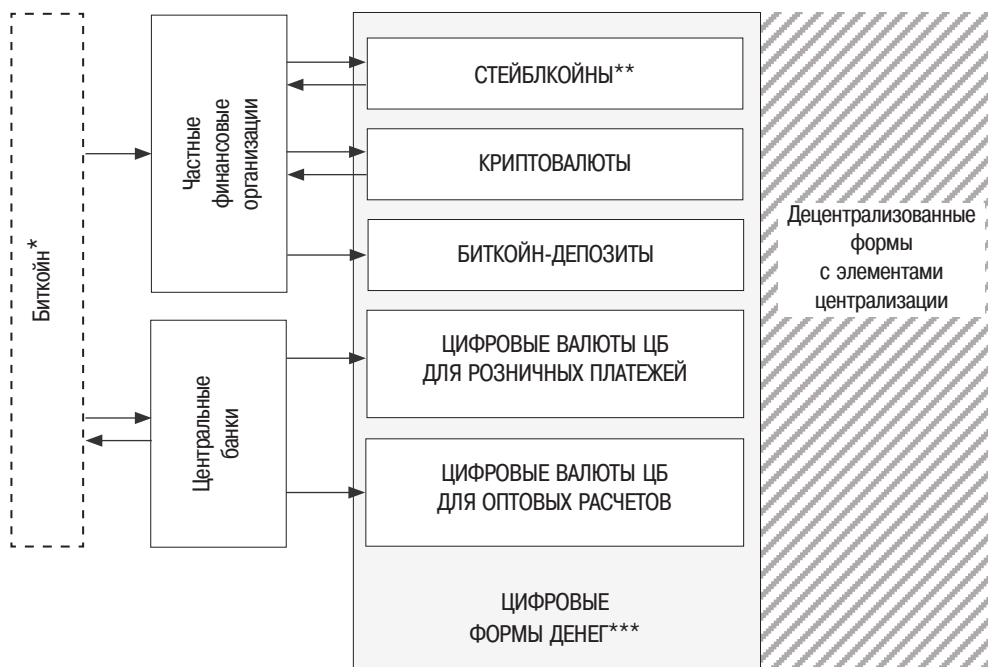 Биткойн*
Частные
финансовые
организации
Центральные
банки
СТЕЙБЛКОЙНЫ**
КРИПТОВАЛЮТЫ
БИТКОЙН-ДЕПОЗИТЫ
ЦИФРОВЫЕ ВАЛЮТЫ ЦБ
ДЛЯ РОЗНИЧНЫХ ПЛАТЕЖЕЙ
ЦИФРОВЫЕ ВАЛЮТЫ ЦБ
ДЛЯ ОПТОВЫХ РАСЧЕТОВ
ЦИФРОВЫЕ
ФОРМЫ ДЕНЕГ***
Децентрализованные
формы
с элементами
централизации